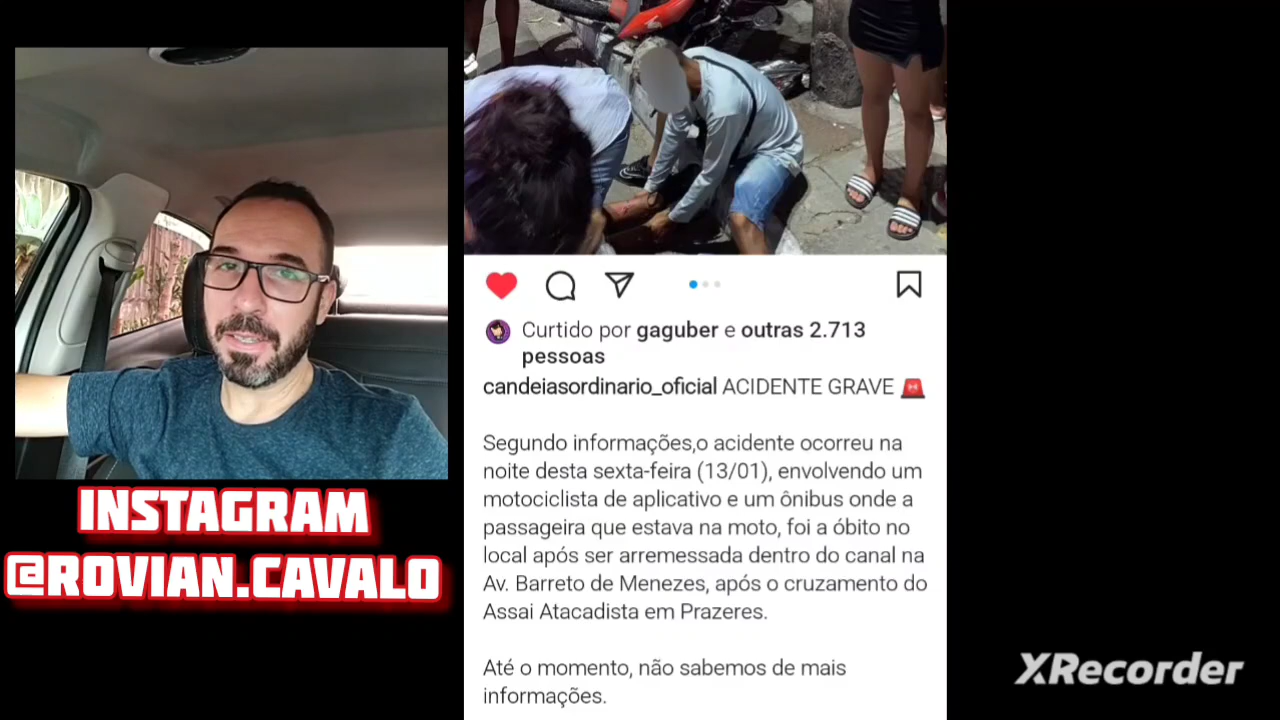 INSTAGRAM
@ROVIAN.CAVALO
Curtido por gaguber e outras 2.713
pessoas
candeiasordinario_oficial ACIDENTE GRAVE
Segundo informações,o acidente ocorreu na
noite desta sexta-feira (13/01), envolvendo um
motociclista de aplicativo e um ônibus onde a
passageira que estava na moto, foi a óbito no
local após ser arremessada dentro do canal na
Av. Barreto de Menezes, após o cruzamento do
Assai Atacadista em Prazeres.
Até o momento, não sabemos de mais
informações.
XRecorder